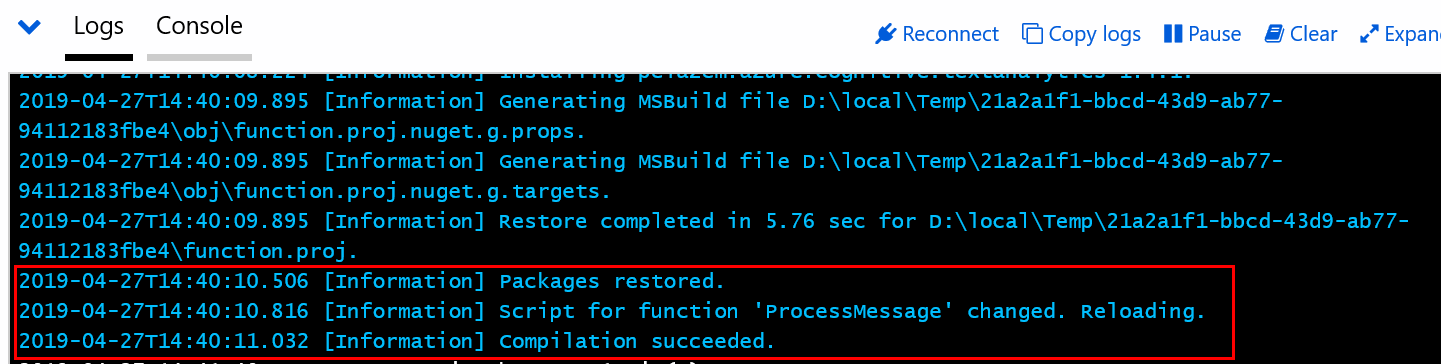 Logs Console Reconnect Copy logs Pause Clear Expan
2019-04-27T14:40:09.895 [Information] Generating MSBuild file D:\local\Temp\21a2a1f1-bbcd-43d9-ab77-
94112183fbe4\obj\function.proj.nuget.g.props.
2019-04-27T14:40:09.895 [Information] Generating MSBuild file D:\local\Temp\21a2a1f1-bbcd-43d9-ab77-
94112183fbe4\obj\function.proj.nuget.g.targets.
2019-04-27T14:40:09.895 [Information] Restore completed in 5.76 sec for D:\local\Temp\21a2a1f1-bbcd-43d9-ab77-
94112183fbe4\function.proj.
2019-04-27T14:40:10.506 [Information] Packages restored.
2019-04-27T14:40:10.816 [Information] Script for function 'ProcessMessage' changed. Reloading.
2019-04-27T14:40:11.032 [Information] Compilation succeeded.